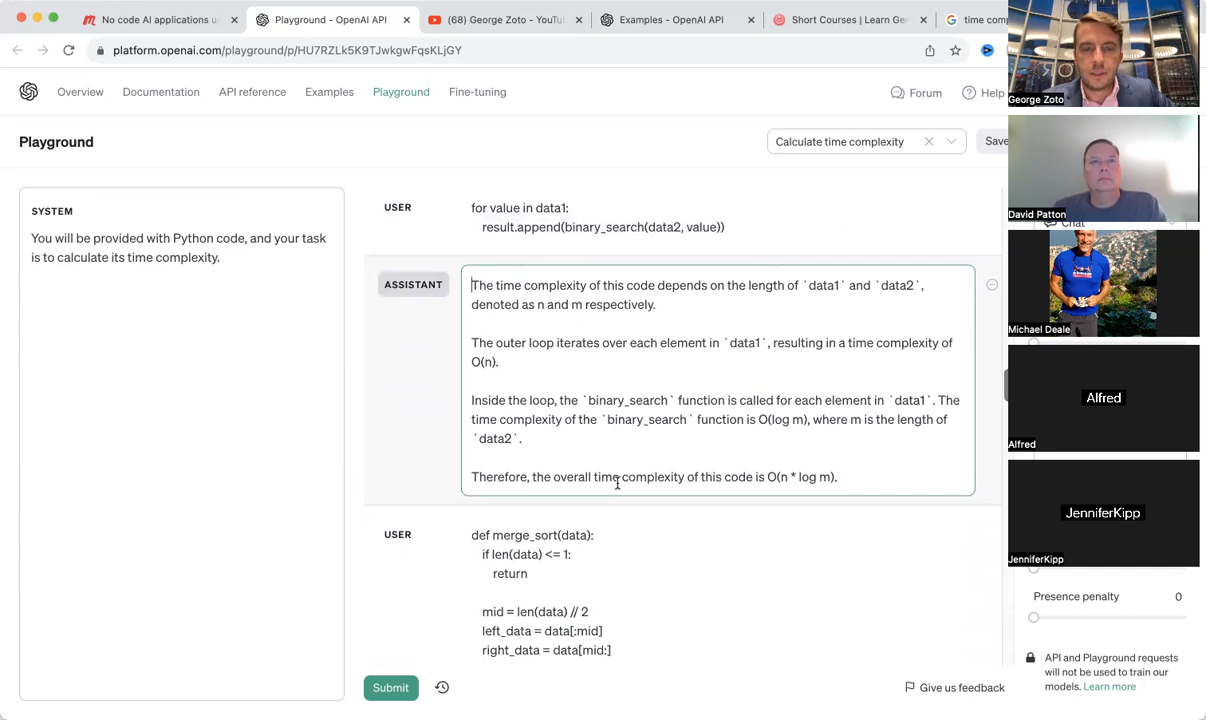 No code AI applications u
Playground - OpenAI API
(68) George Zoto - YouTu
Examples - OpenAI API
Short Courses | Learn Ge
time comp
platform.openai.com/playground/p/HU7RZLk5K9TJwkgwFqsKLjGY
Overview
Documentation
API reference
Examples
Playground
Fine-tuning
Forum
Help
Playground
Calculate time complexity
Save
SYSTEM
You will be provided with Python code, and your task
is to calculate its time complexity.
USER
for value in data1:
result.append(binary_search(data2, value))
ASSISTANT
The time complexity of this code depends on the length of `data1` and `data2`,
denoted as n and m respectively.
The outer loop iterates over each element in `data1`, resulting in a time complexity of
O(n).
Inside the loop, the `binary_search` function is called for each element in `data1`. The
time complexity of the `binary_search` function is O(log m), where m is the length of
`data2`.
Therefore, the overall time complexity of this code is O(n * log m).
USER
def merge_sort(data):
if len(data) <= 1:
return
mid = len(data) // 2
left_data = data[:mid]
right_data = data[mid:]
Submit
Give us feedback
George Zoto
David Patton
Chat
Michael Deale
Alfred
Alfred
JenniferKipp
JenniferKipp
Presence penalty
0
API and Playground requests
will not be used to train our
models. Learn more